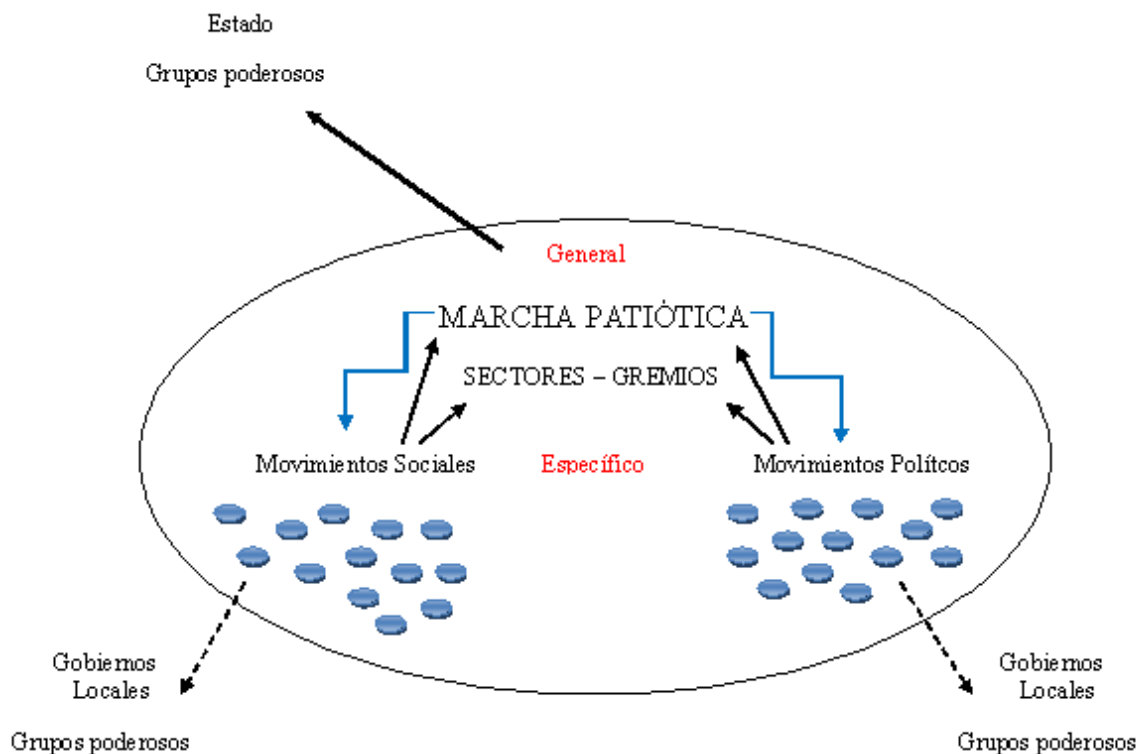 Estado
Grupos poderosos
General
MARCHA PATIÓTICA
SECTORES – GREMIOS
Movimientos Sociales
Específico
Movimientos Polítcos
Gobiernos
Locales
Grupos poderosos
Gobiernos
Locales
Grupos poderosos